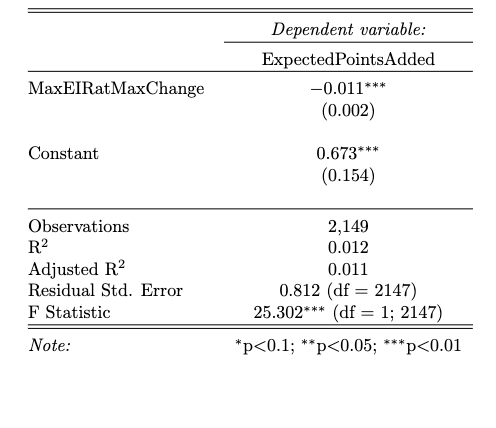 Dependent variable:
ExpectedPointsAdded
MaxEIRatMaxChange −0.011***
(0.002)
Constant 0.673***
(0.154)
Observations 2,149
R² 0.012
Adjusted R² 0.011
Residual Std. Error 0.812 (df = 2147)
F Statistic 25.302*** (df = 1; 2147)
Note: *p<0.1; **p<0.05; ***p<0.01